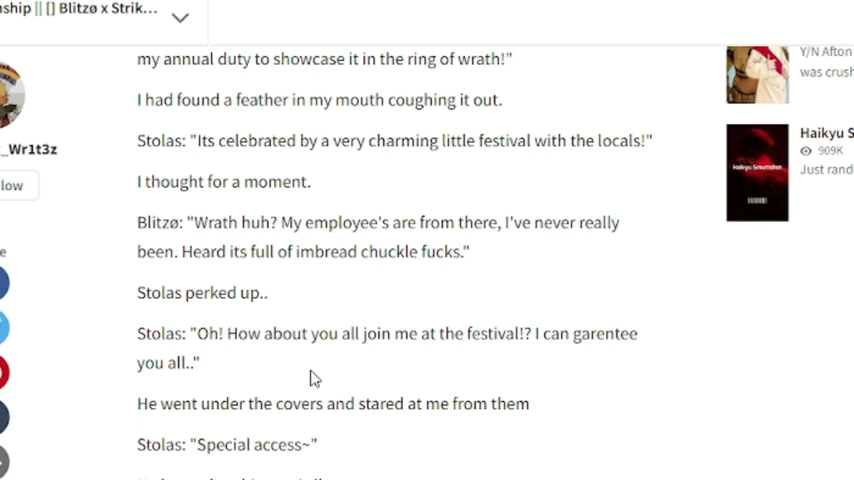 ship || [] Blitzø x Strik...
my annual duty to showcase it in the ring of wrath!"
I had found a feather in my mouth coughing it out.
Stolas: "Its celebrated by a very charming little festival with the locals!"
I thought for a moment.
Blitzø: "Wrath huh? My employee's are from there, I've never really
been. Heard its full of imbread chuckle fucks."
Stolas perked up..
Stolas: "Oh! How about you all join me at the festival!? I can garentee
you all.."
He went under the covers and stared at me from them
Stolas: "Special access~"
_Wr1t3z
low
e
Y/N Afton
was crush
Haikyu S
909K
Just rand
Haikyuu Smutshots